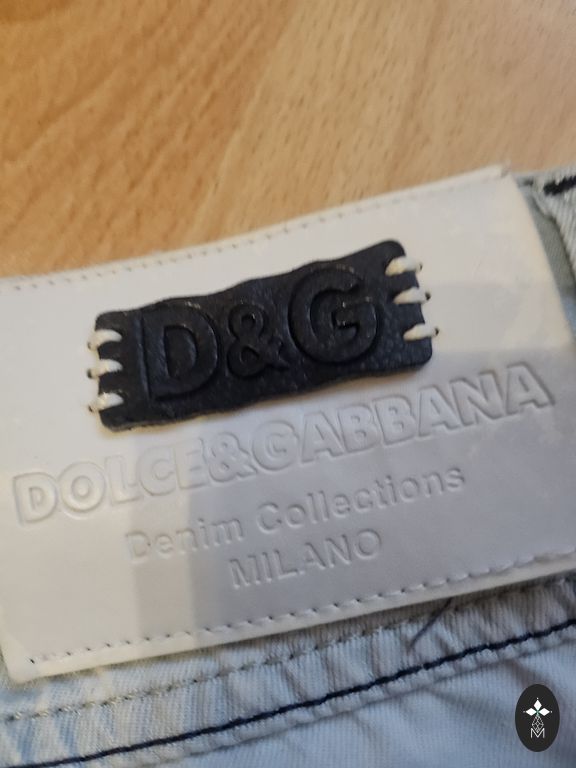 D&G
DOLCE&GABBANA
Denim Collections
MILANO
M